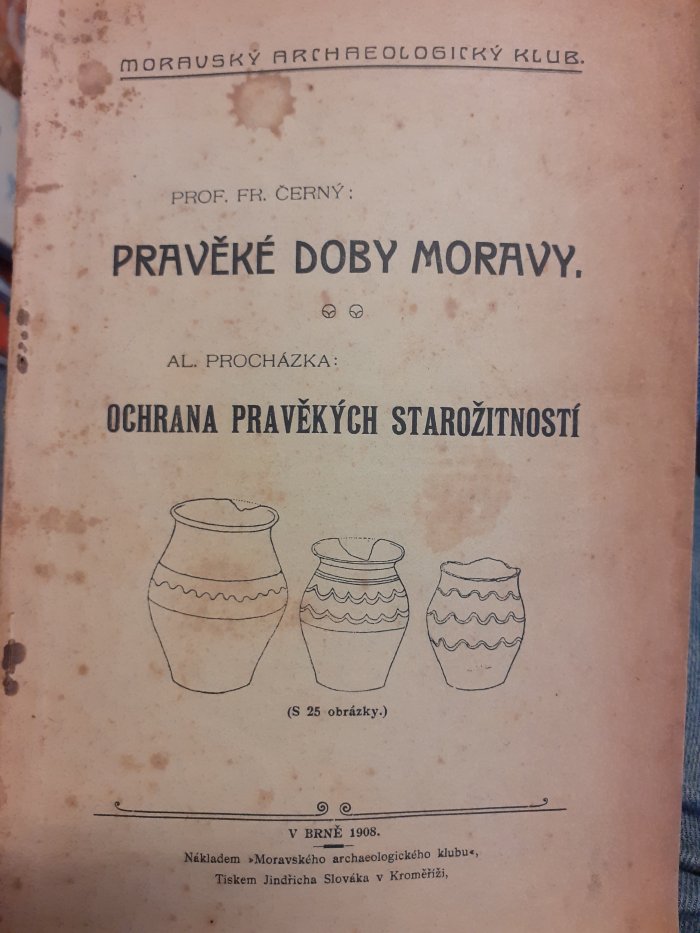 MORAVSKÝ ARCHAEOLOGICKÝ KLUB.
PROF. FR. ČERNÝ:
PRAVĚKÉ DOBY MORAVY.
AL. PROCHÁZKA:
OCHRANA PRAVĚKÝCH STAROŽITNOSTÍ
(S 25 obrázky.)
V BRNĚ 1908.
Nákladem »Moravského archaeologického klubu«,
Tiskem Jindřicha Slováka v Kroměříži,